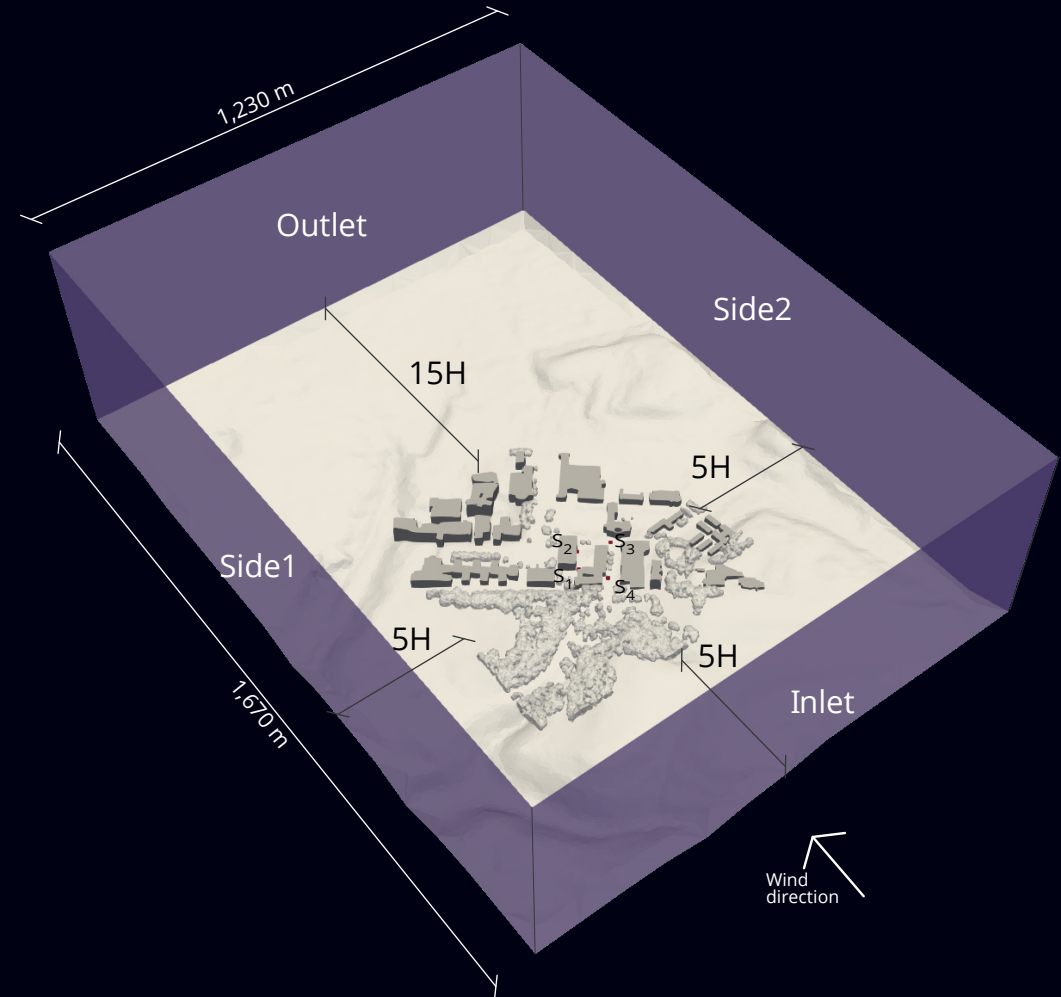 1,230 m
Outlet
Side2
15H
5H
S2
S3
Side1
S1
S4
5H
5H
1,670 m
Inlet
Wind
direction